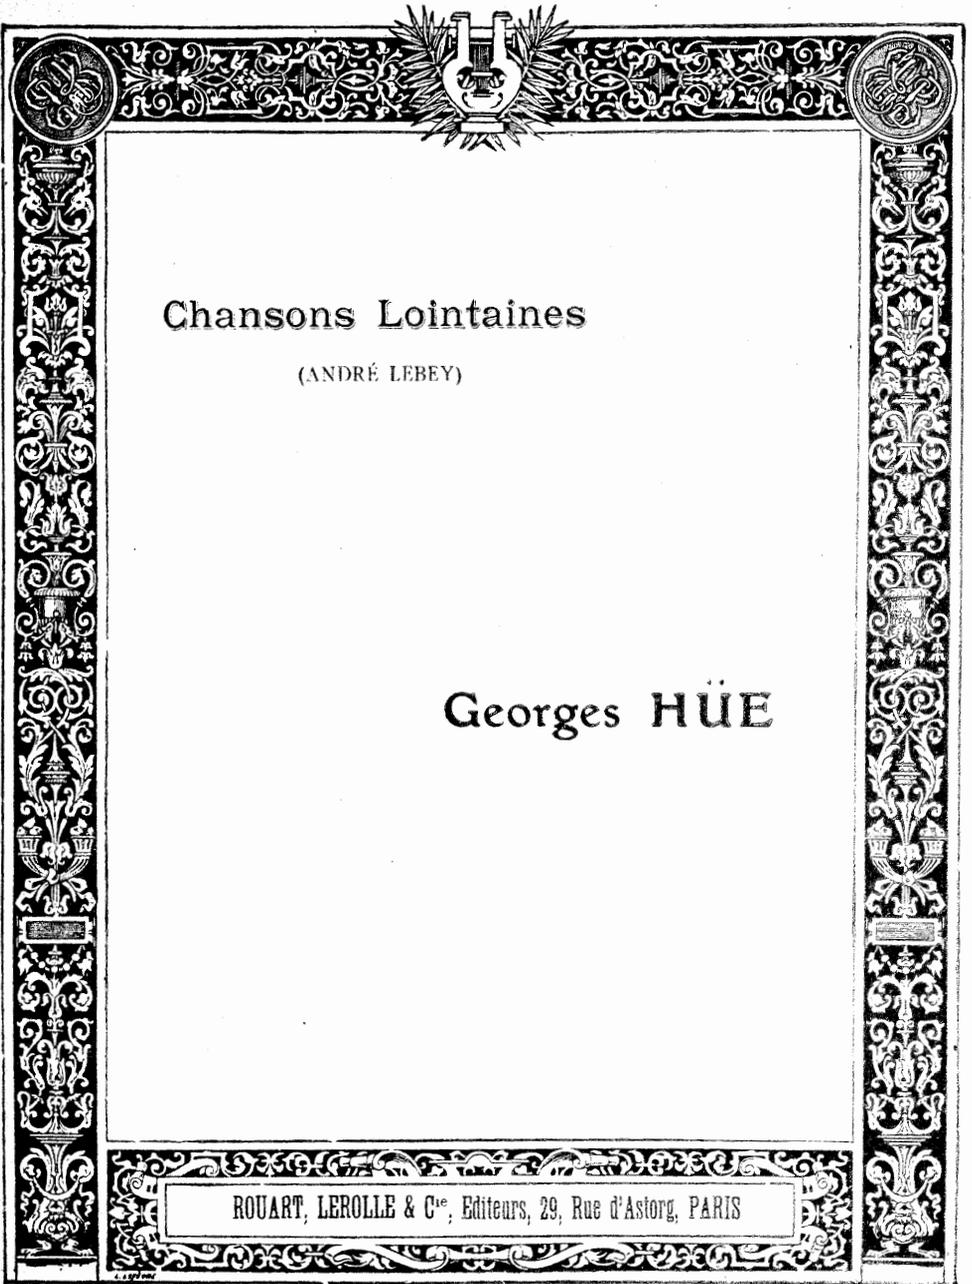 Chansons Lointaines
(ANDRÉ LEBEY)
Georges HÜE
ROUART, LEROLLE & Cie, Editeurs, 29, Rue d'Astorg, PARIS